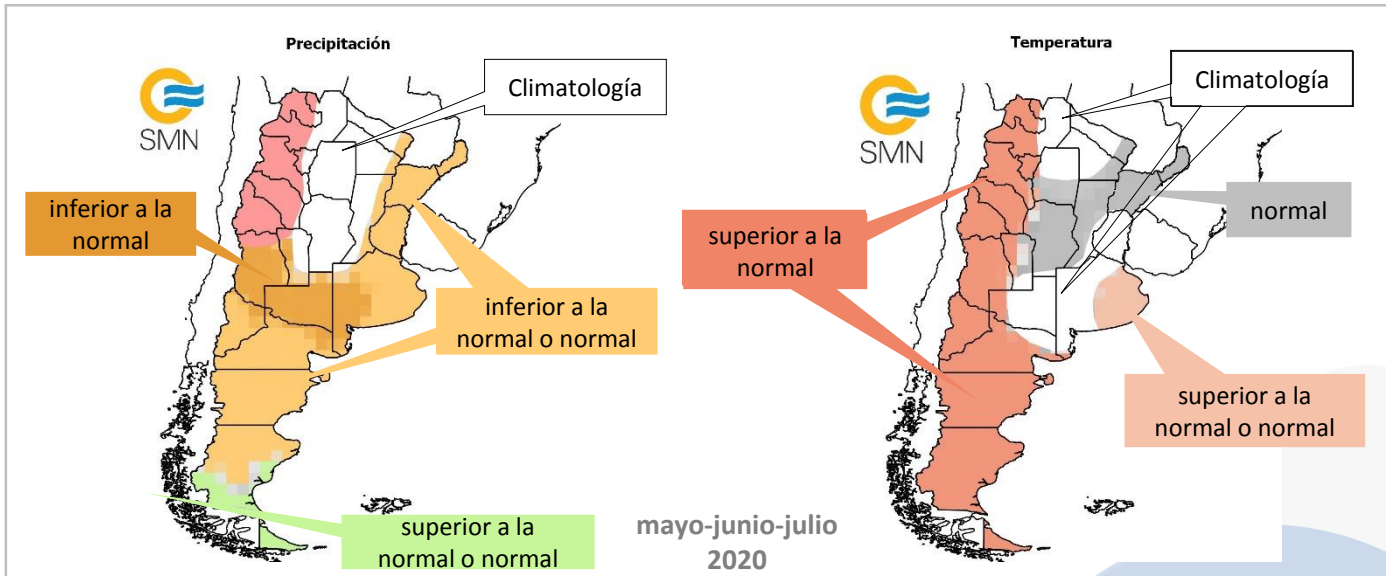 Precipitación
SMN
Climatología
inferior a la
normal
inferior a la
normal o normal
superior a la
normal o normal
mayo-junio-julio
2020
Temperatura
SMN
Climatología
normal
superior a la
normal
superior a la
normal o normal